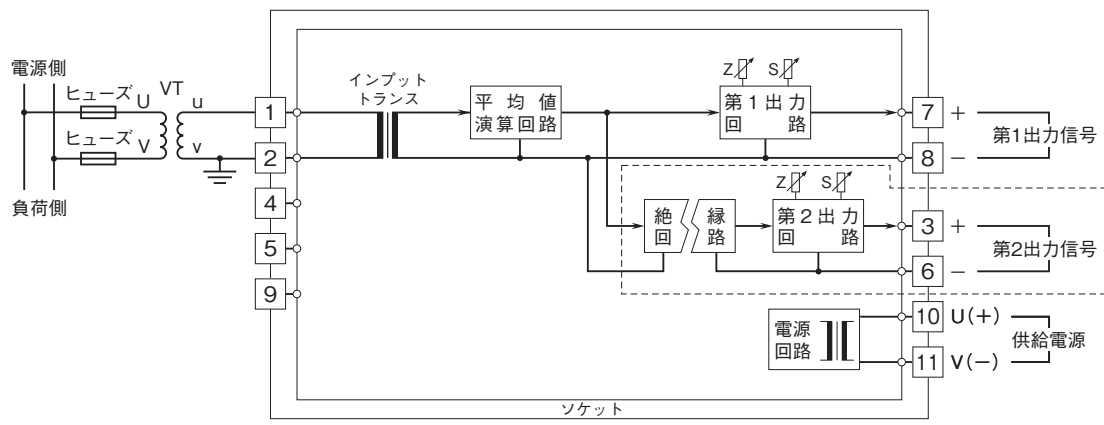 電源側
ヒューズ
U
VT
u
ヒューズ
V
v
負荷側
1
2
4
5
9
インプット
トランス
平均値
演算回路
Z
S
第1出力
回路
7
+
8
−
第1出力信号
絶縁
回路
Z
S
第2出力
回路
3
+
6
−
第2出力信号
電源
回路
10
U(+)
11
V(−)
供給電源
ソケット